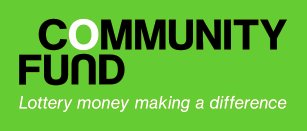 COMMUNITY
FUND
Lottery money making a difference